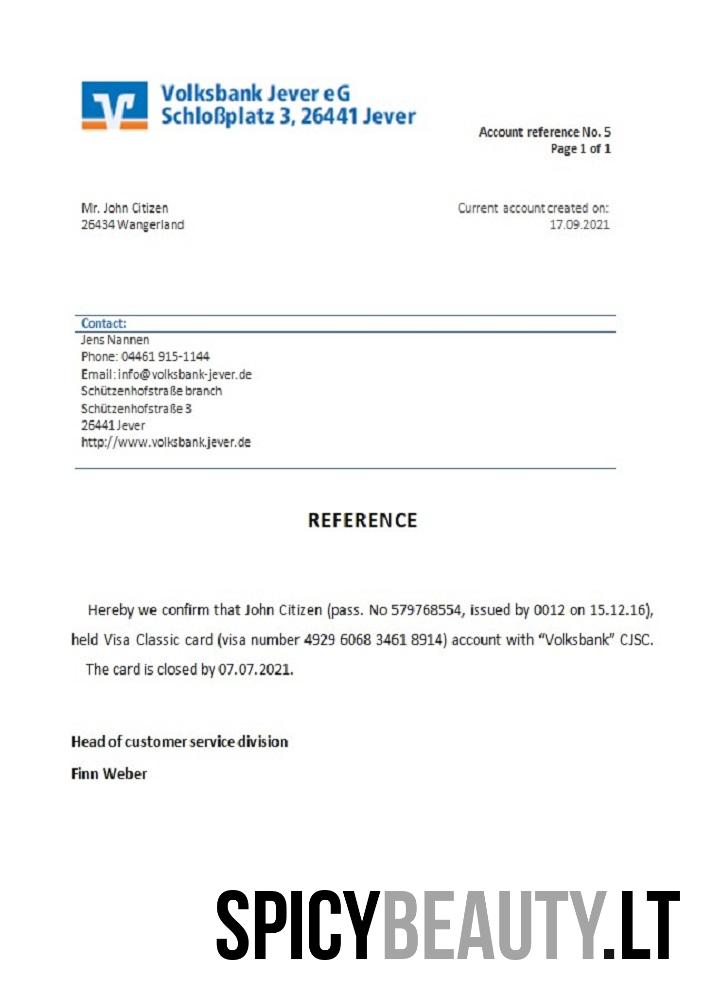 Volksbank Jever eG
Schloßplatz 3, 26441 Jever
Account reference No. 5
Page 1 of 1
Mr. John Citizen
26434 Wangerland
Current account created on:
17.09.2021
Contact:
Jens Nannen
Phone: 04461 915-1144
Email: info@volksbank-jever.de
Schützenhofstraße branch
Schützenhofstraße 3
26441 Jever
http://www.volksbank.jever.de
REFERENCE
Hereby we confirm that John Citizen (pass. No 579768554, issued by 0012 on 15.12.16),
held Visa Classic card (visa number 4929 6068 3461 8914) account with “Volksbank” CJSC.
The card is closed by 07.07.2021.
Head of customer service division
Finn Weber
SPICYBEAUTY.LT